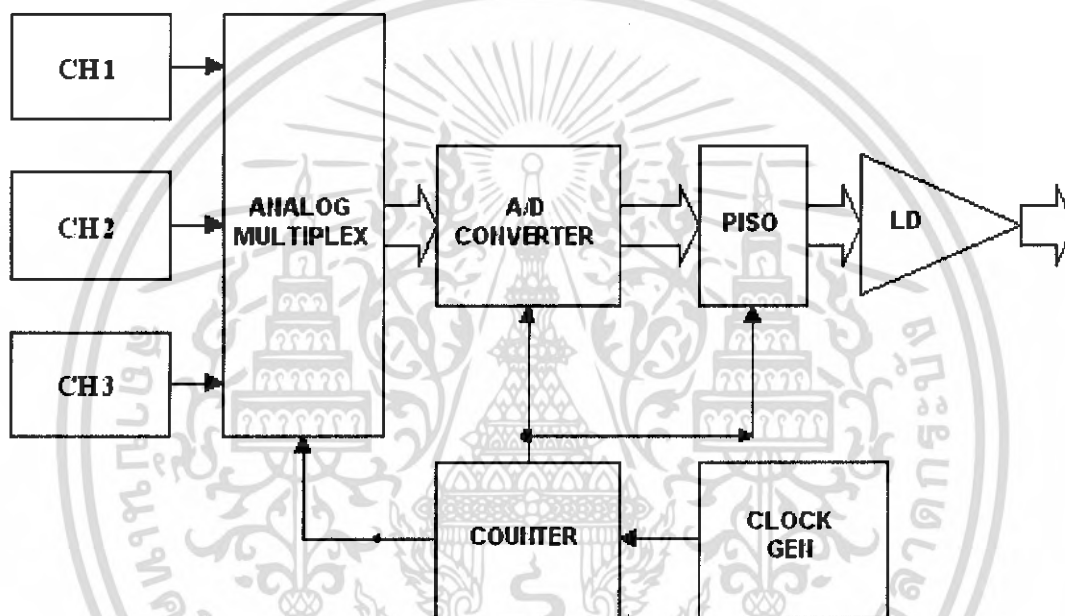 CH1
CH2
CH3
ANALOG
MULTIPLEX
A/D
CONVERTER
PISO
LD
COUNTER
CLOCK
GEN